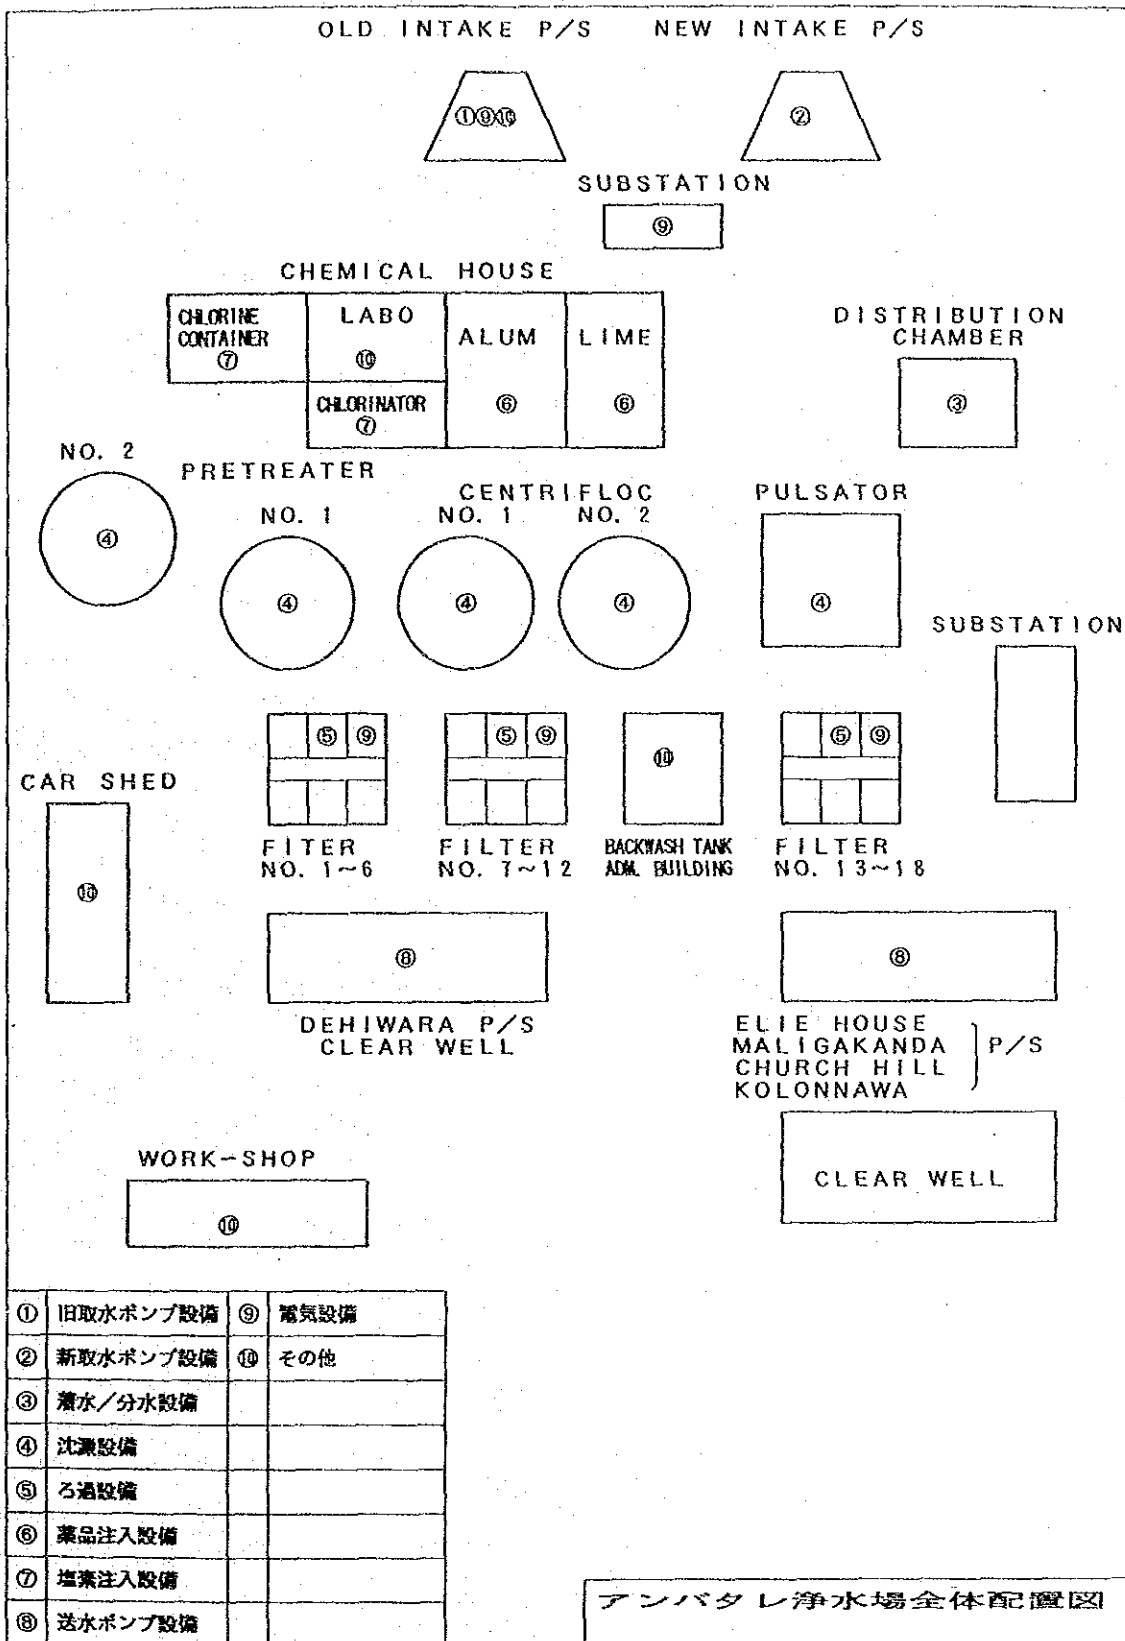 OLD INTAKE P/S NEW INTAKE P/S
①⑨⑩ ②
SUBSTATION
⑨
CHEMICAL HOUSE
CHLORINE
CONTAINER
⑦
LABO
⑩
CHLORINATOR
⑦
ALUM
⑥
LIME
⑥
DISTRIBUTION
CHAMBER
③
NO. 2
④
PRETREATER
NO. 1
④
CENTRIFLOC
NO. 1 NO. 2
④ ④
PULSATOR
④
SUBSTATION
⑤ ⑨
FITER
NO. 1~6
⑤ ⑨
FILTER
NO. 7~12
⑩
BACKWASH TANK
ADM. BUILDING
⑤ ⑨
FILTER
NO. 13~18
CAR SHED
⑩
⑧
DEHIWARA P/S
CLEAR WELL
⑧
ELIE HOUSE
MALIGAKANDA
CHURCH HILL
KOLONNAWA
P/S
CLEAR WELL
WORK-SHOP
⑩
① 旧取水ポンプ設備 ⑨ 電気設備
② 新取水ポンプ設備 ⑩ その他
③ 着水/分水設備
④ 沈澱設備
⑤ ろ過設備
⑥ 薬品注入設備
⑦ 塩素注入設備
⑧ 送水ポンプ設備
アンバタレ浄水場全体配置図